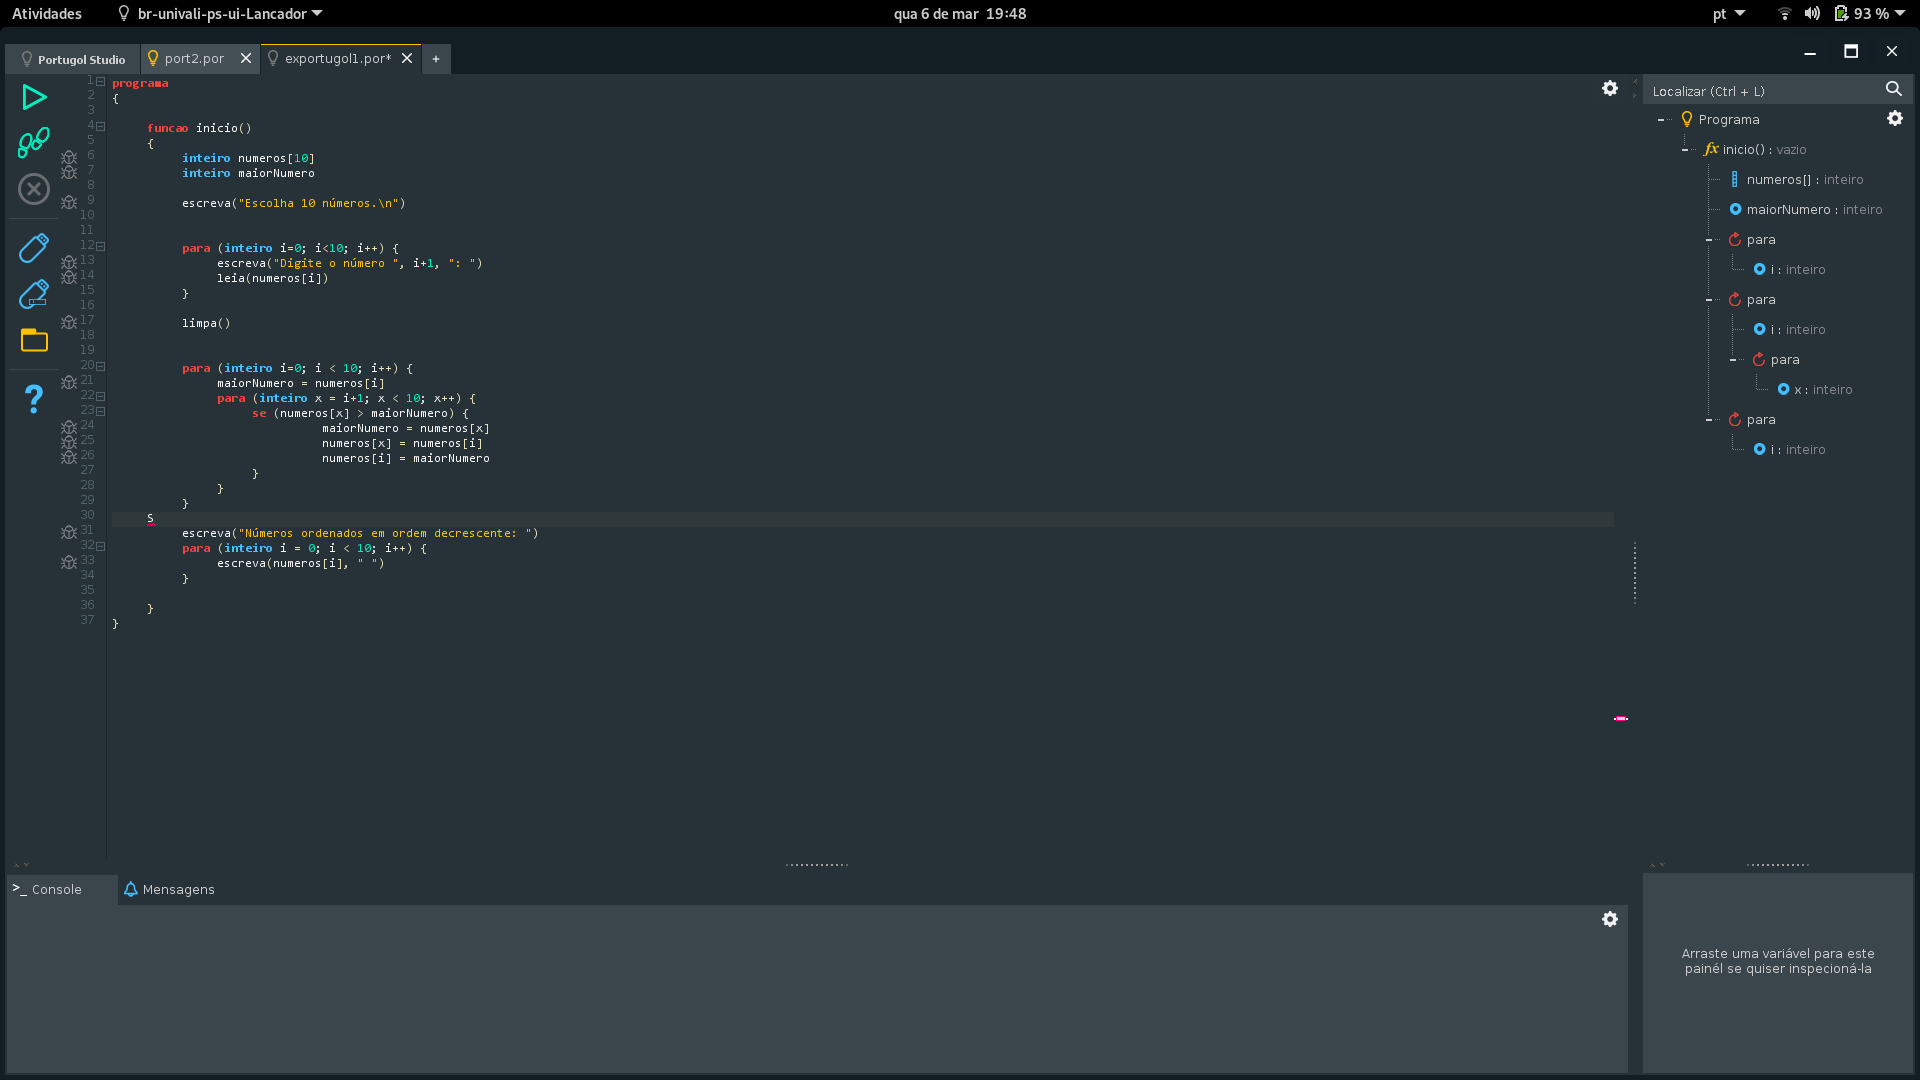 Atividades br-univali-ps-ui-Lancador qua 6 de mar 19:48 pt 93 %
Portugol Studio port2.por exportugol1.por* +
1 programa
2 {
3
4 funcao inicio()
5 {
6 inteiro numeros[10]
7 inteiro maiorNumero
8
9 escreva("Escolha 10 números.\n")
10
11
12 para (inteiro i=0; i<10; i++) {
13 escreva("Digite o número ", i+1, ": ")
14 leia(numeros[i])
15 }
16
17 limpa()
18
19
20 para (inteiro i=0; i < 10; i++) {
21 maiorNumero = numeros[i]
22 para (inteiro x = i+1; x < 10; x++) {
23 se (numeros[x] > maiorNumero) {
24 maiorNumero = numeros[x]
25 numeros[x] = numeros[i]
26 numeros[i] = maiorNumero
27 }
28 }
29 }
30 S
31 escreva("Números ordenados em ordem decrescente: ")
32 para (inteiro i = 0; i < 10; i++) {
33 escreva(numeros[i], " ")
34 }
35
36 }
37 }
Localizar (Ctrl + L)
Programa
fx inicio() : vazio
numeros[] : inteiro
maiorNumero : inteiro
para
i : inteiro
para
i : inteiro
para
x : inteiro
para
i : inteiro
>_ Console Mensagens
Arraste uma variável para este
painél se quiser inspecioná-la